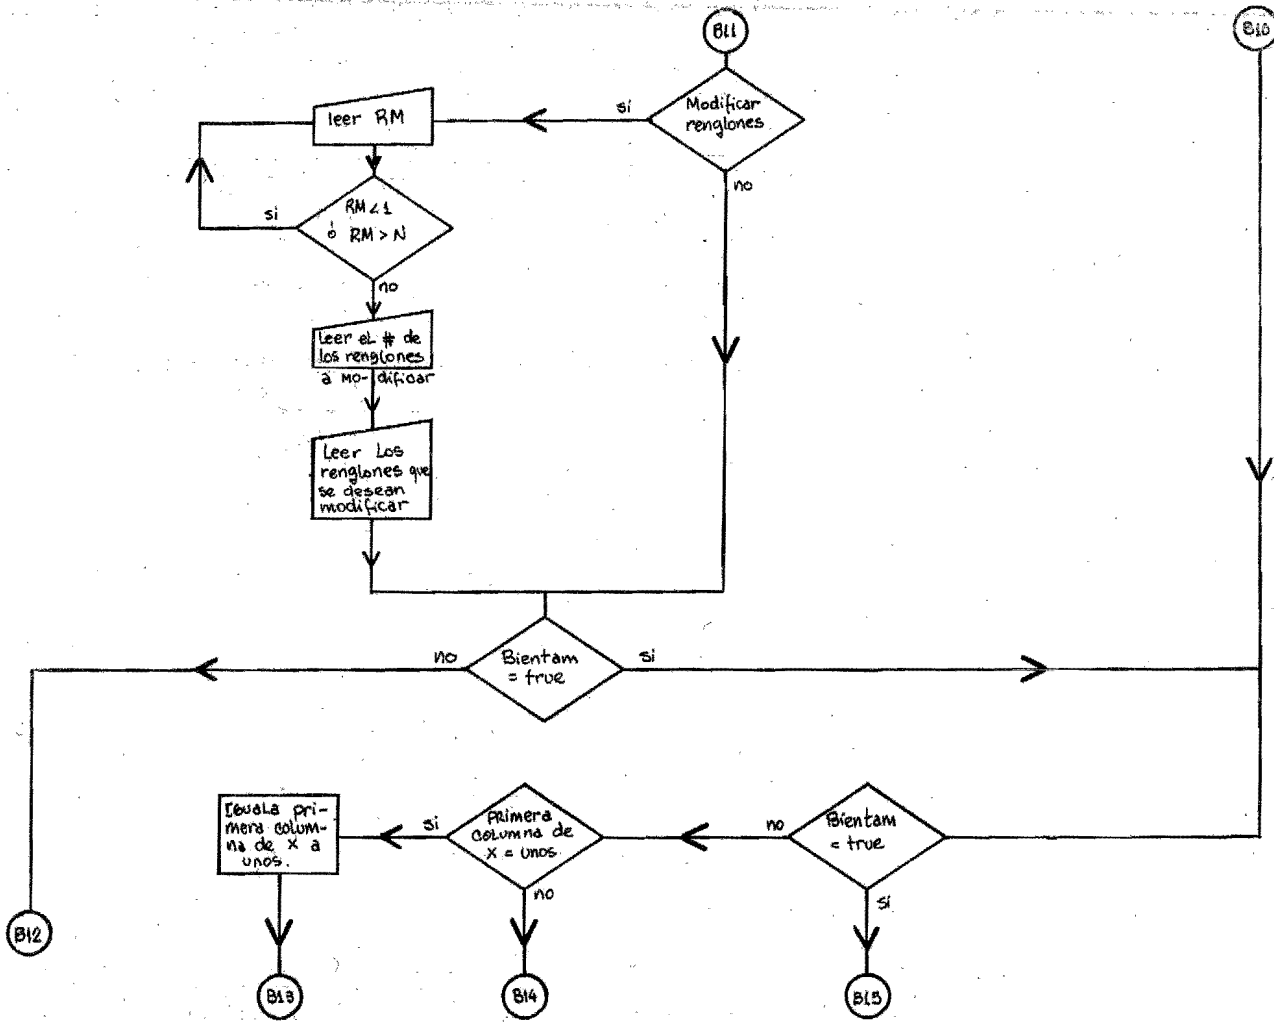 B11
B10
Modificar
renglones
si
no
leer RM
RM < 1
ó RM > N
si
no
Leer el # de
los renglones
a mo-dificar
Leer Los
renglones que
se desean
modificar
Bientam
= true
no
si
Bientam
= true
no
si
Primera
columna de
X = unos
si
no
Iguala pri-
mera colum-
na de X a
unos.
B12
B13
B14
B15